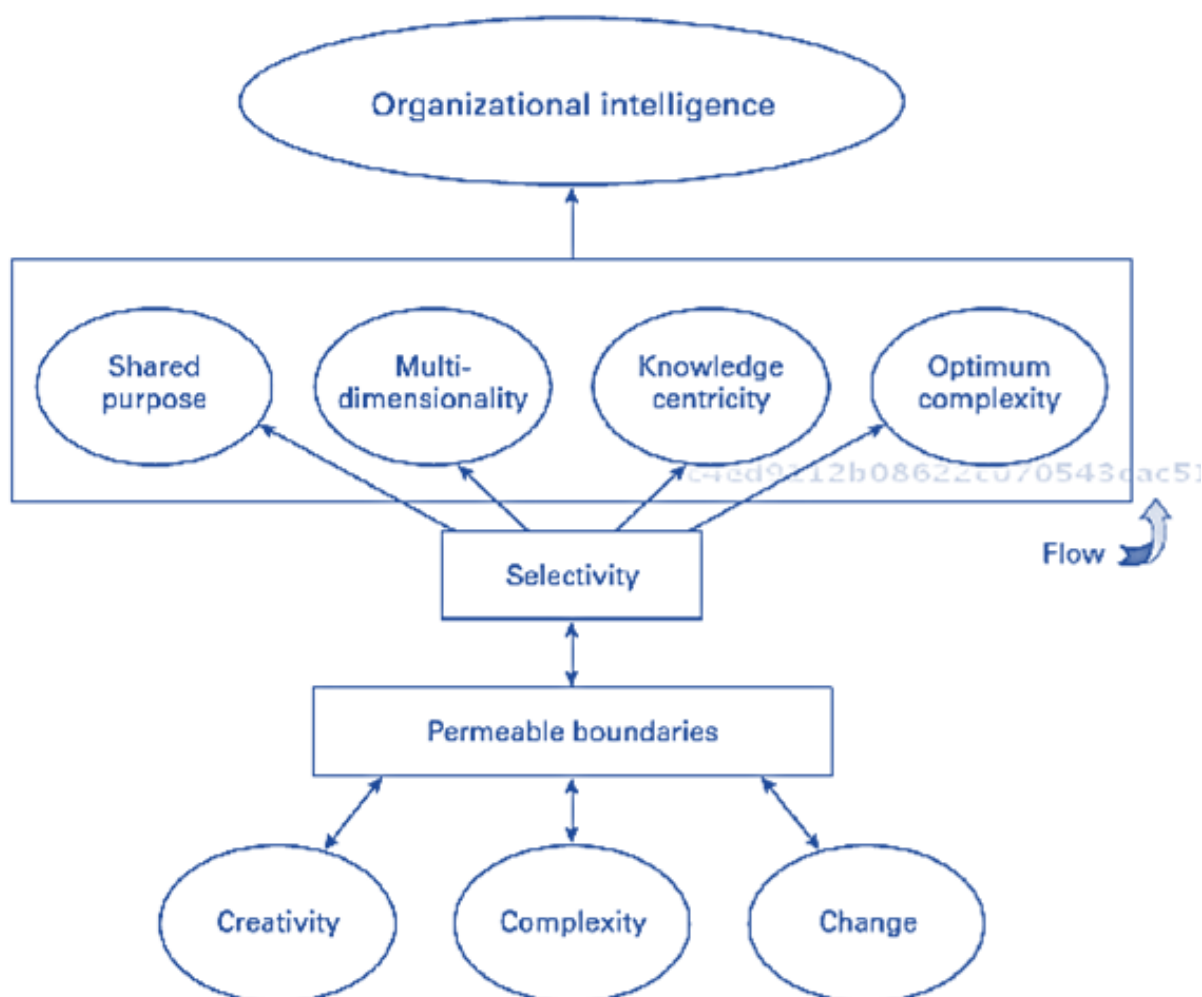 Organizational intelligence
Shared
purpose
Multi-
dimensionality
Knowledge
centricity
Optimum
complexity
Flow
Selectivity
Permeable boundaries
Creativity
Complexity
Change